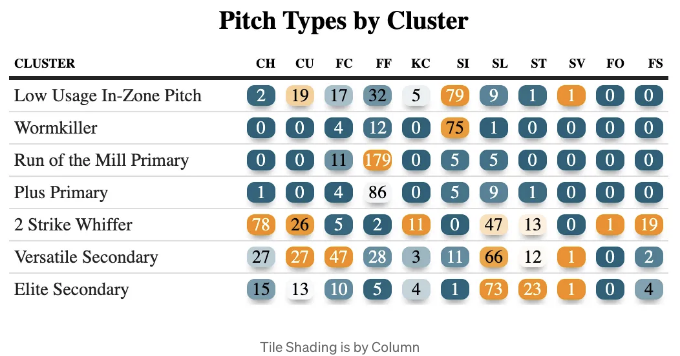 Pitch Types by Cluster
CLUSTER CH CU FC FF KC SI SL ST SV FO FS
Low Usage In-Zone Pitch 2 19 17 32 5 79 9 1 1 0 0
Wormkiller 0 0 4 12 0 75 1 0 0 0 0
Run of the Mill Primary 0 0 11 179 0 5 5 0 0 0 0
Plus Primary 1 0 4 86 0 5 9 1 0 0 0
2 Strike Whiffer 78 26 5 2 11 0 47 13 0 1 19
Versatile Secondary 27 27 47 28 3 11 66 12 1 0 2
Elite Secondary 15 13 10 5 4 1 73 23 1 0 4
Tile Shading is by Column